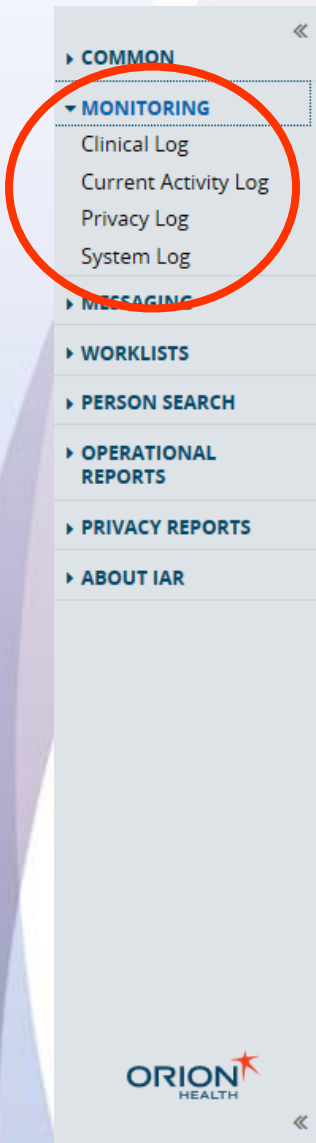 «
COMMON
MONITORING
Clinical Log
Current Activity Log
Privacy Log
System Log
MESSAGING
WORKLISTS
PERSON SEARCH
OPERATIONAL
REPORTS
PRIVACY REPORTS
ABOUT IAR
ORION
HEALTH
«